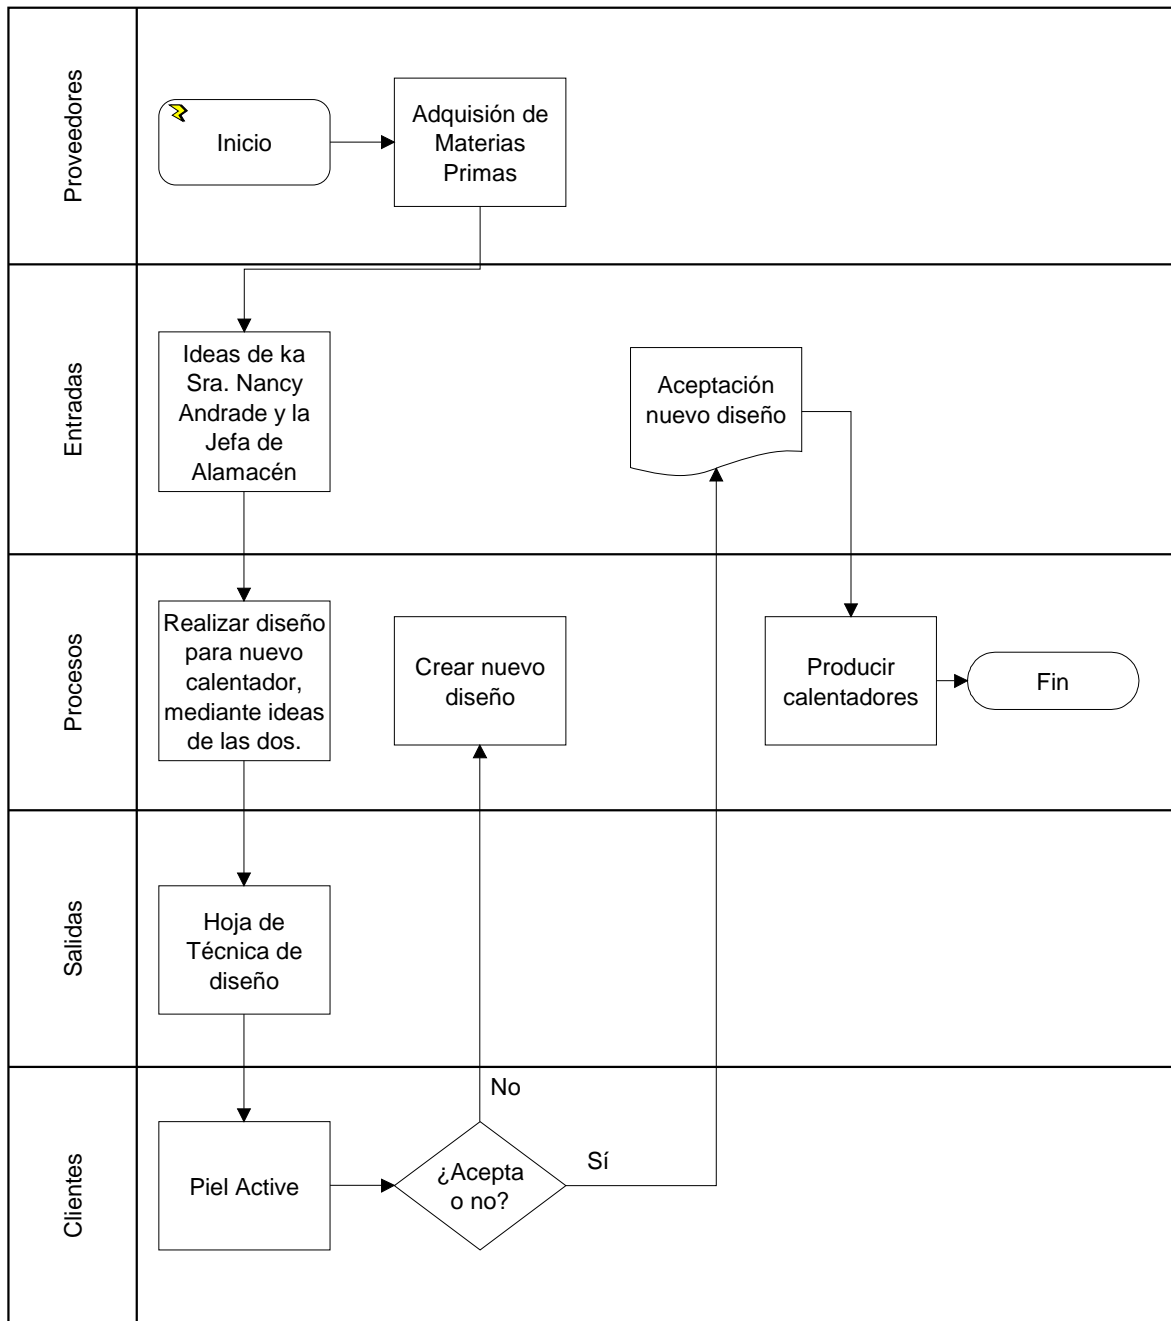 Proveedores
Inicio
Adquisión de
Materias
Primas
Entradas
Ideas de ka
Sra. Nancy
Andrade y la
Jefa de
Alamacén
Aceptación
nuevo diseño
Procesos
Realizar diseño
para nuevo
calentador,
mediante ideas
de las dos.
Crear nuevo
diseño
Producir
calentadores
Fin
Salidas
Hoja de
Técnica de
diseño
Clientes
Piel Active
No
¿Acepta
o no?
Sí